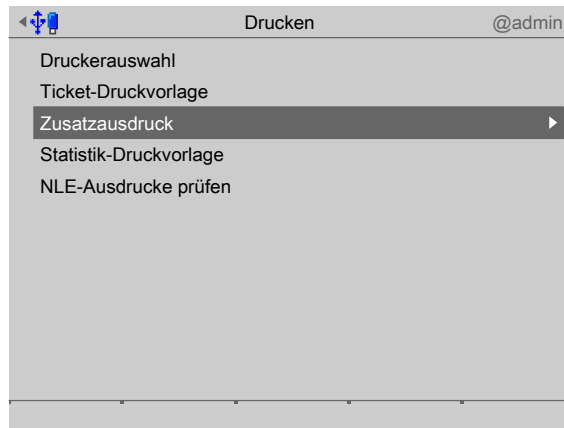 Drucken @admin
Druckerauswahl
Ticket-Druckvorlage
Zusatzausdruck
Statistik-Druckvorlage
NLE-Ausdrucke prüfen